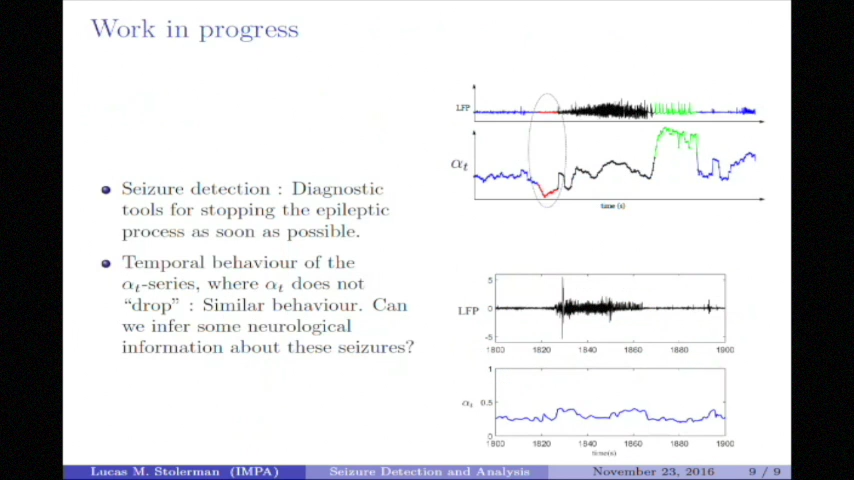 Work in progress
Seizure detection : Diagnostic
tools for stopping the epileptic
process as soon as possible.
Temporal behaviour of the
αt-series, where αt does not
“drop” : Similar behaviour. Can
we infer some neurological
information about these seizures?
LFP
αt
time (s)
5
LFP 0
-5
1800 1820 1840 1860 1880 1900
1
αt 0.5
0
1800 1820 1840 1860 1880 1900
time(s)
Lucas M. Stolerman (IMPA) Seizure Detection and Analysis November 23, 2016 9 / 9